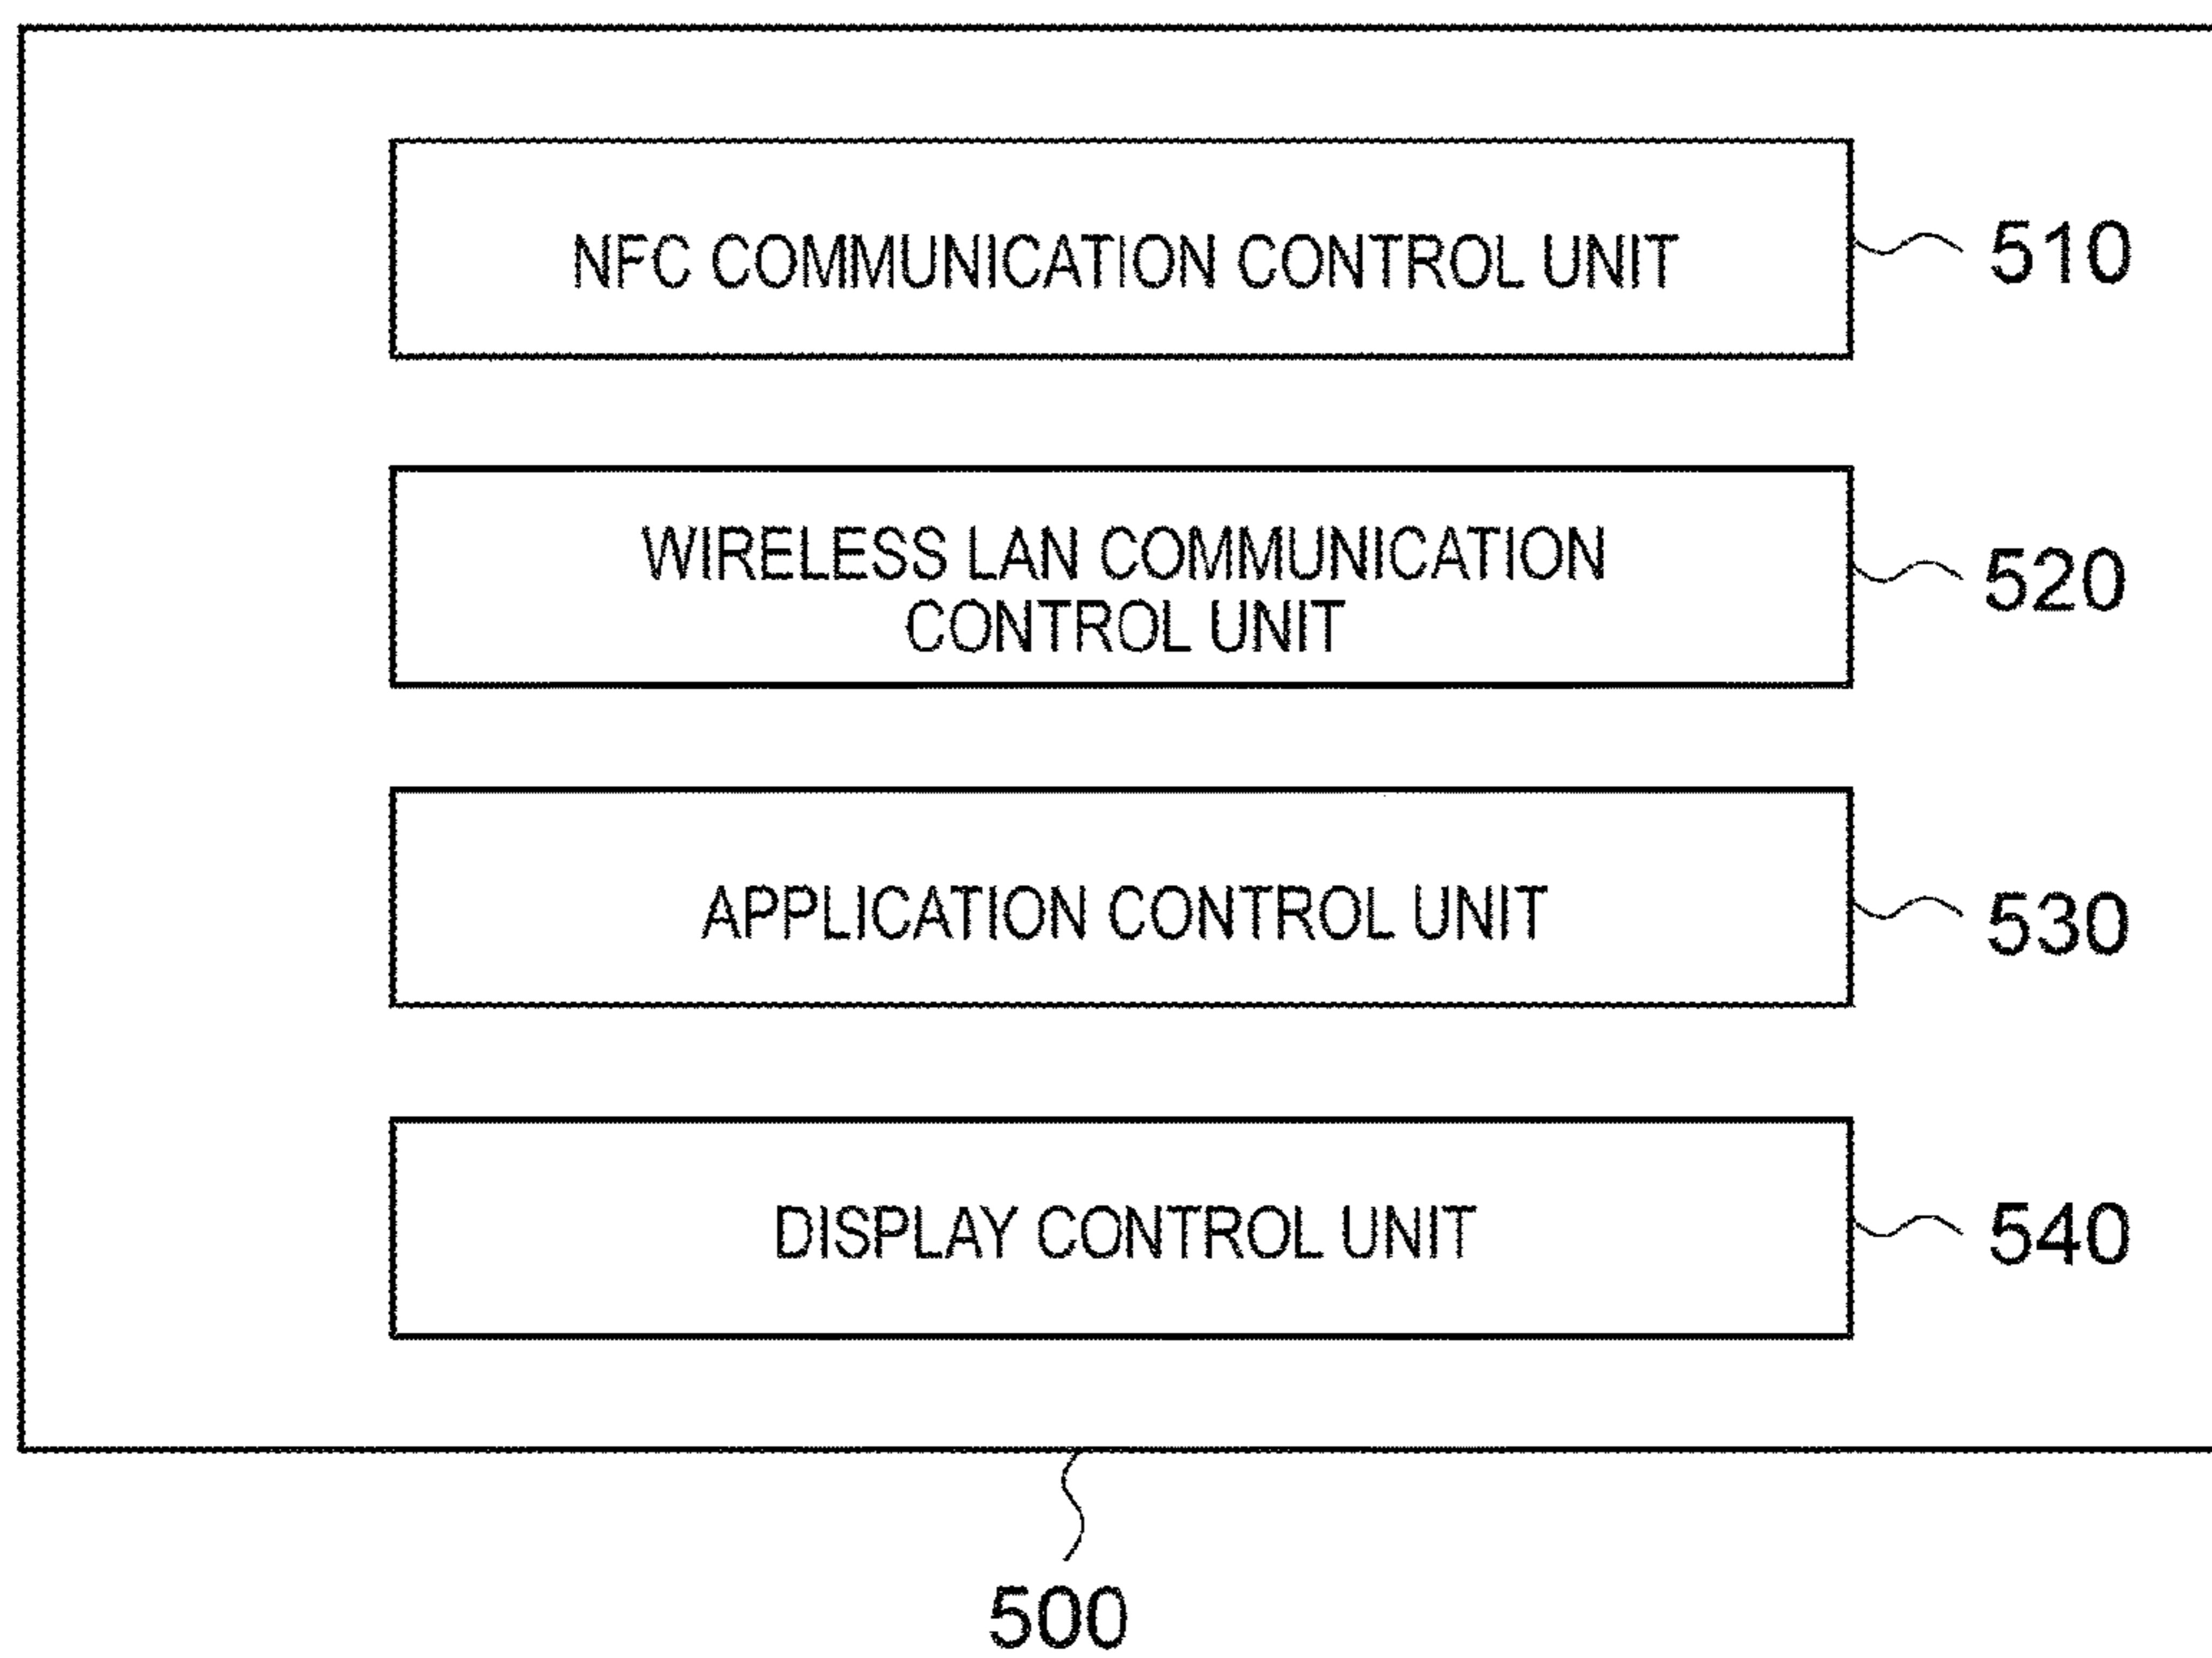 NFC COMMUNICATION CONTROL UNIT
510
WIRELESS LAN COMMUNICATION
CONTROL UNIT
520
APPLICATION CONTROL UNIT
530
DISPLAY CONTROL UNIT
540
500